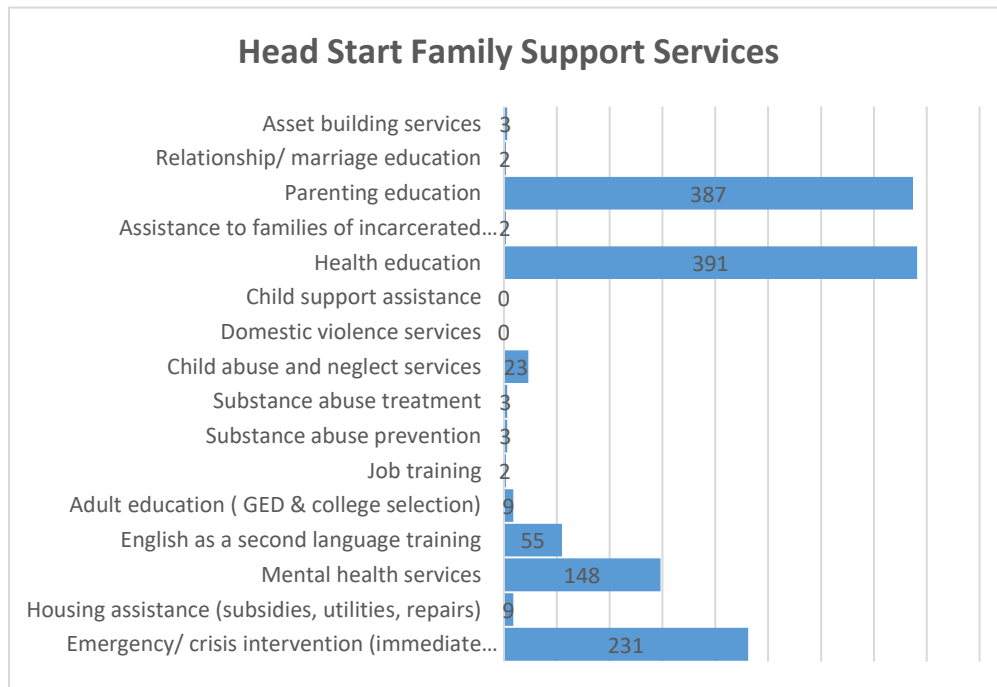 Head Start Family Support Services
Asset building services 3
Relationship/ marriage education 2
Parenting education 387
Assistance to families of incarcerated... 2
Health education 391
Child support assistance 0
Domestic violence services 0
Child abuse and neglect services 23
Substance abuse treatment 3
Substance abuse prevention 3
Job training 2
Adult education ( GED & college selection) 9
English as a second language training 55
Mental health services 148
Housing assistance (subsidies, utilities, repairs) 9
Emergency/ crisis intervention (immediate... 231